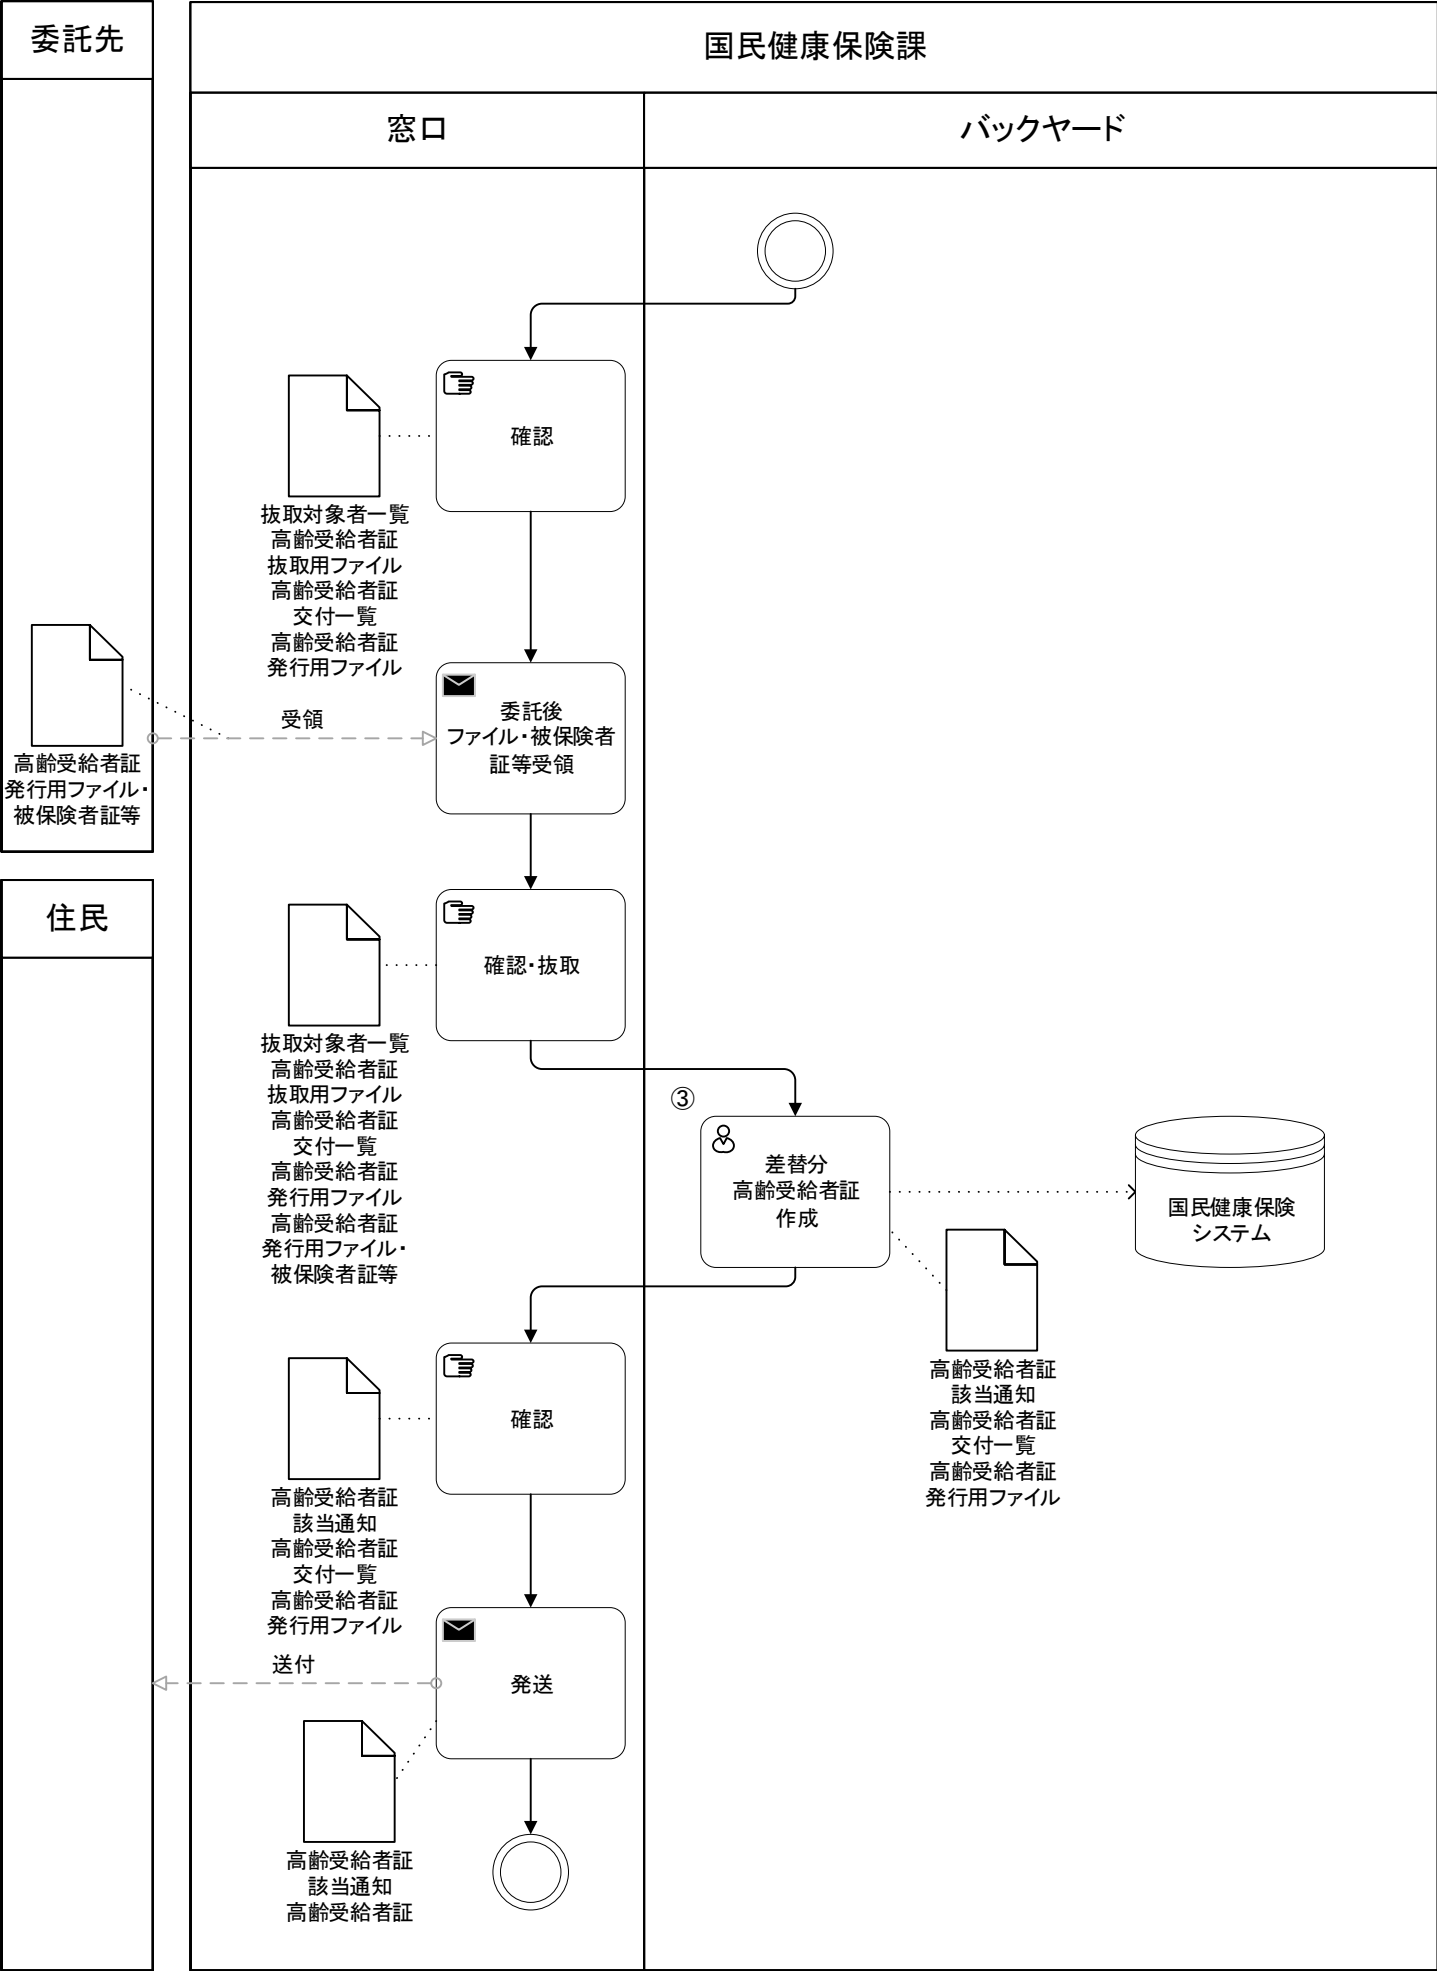 委託先
国民健康保険課
窓口
バックヤード
確認
抜取対象者一覧
高齢受給者証
抜取用ファイル
高齢受給者証
交付一覧
高齢受給者証
発行用ファイル
高齢受給者証
発行用ファイル・
被保険者証等
受領
委託後
ファイル・被保険者
証等受領
住民
確認・抜取
抜取対象者一覧
高齢受給者証
抜取用ファイル
高齢受給者証
交付一覧
高齢受給者証
発行用ファイル
高齢受給者証
発行用ファイル・
被保険者証等
③
差替分
高齢受給者証
作成
国民健康保険
システム
高齢受給者証
該当通知
高齢受給者証
交付一覧
高齢受給者証
発行用ファイル
確認
高齢受給者証
該当通知
高齢受給者証
交付一覧
高齢受給者証
発行用ファイル
送付
発送
高齢受給者証
該当通知
高齢受給者証